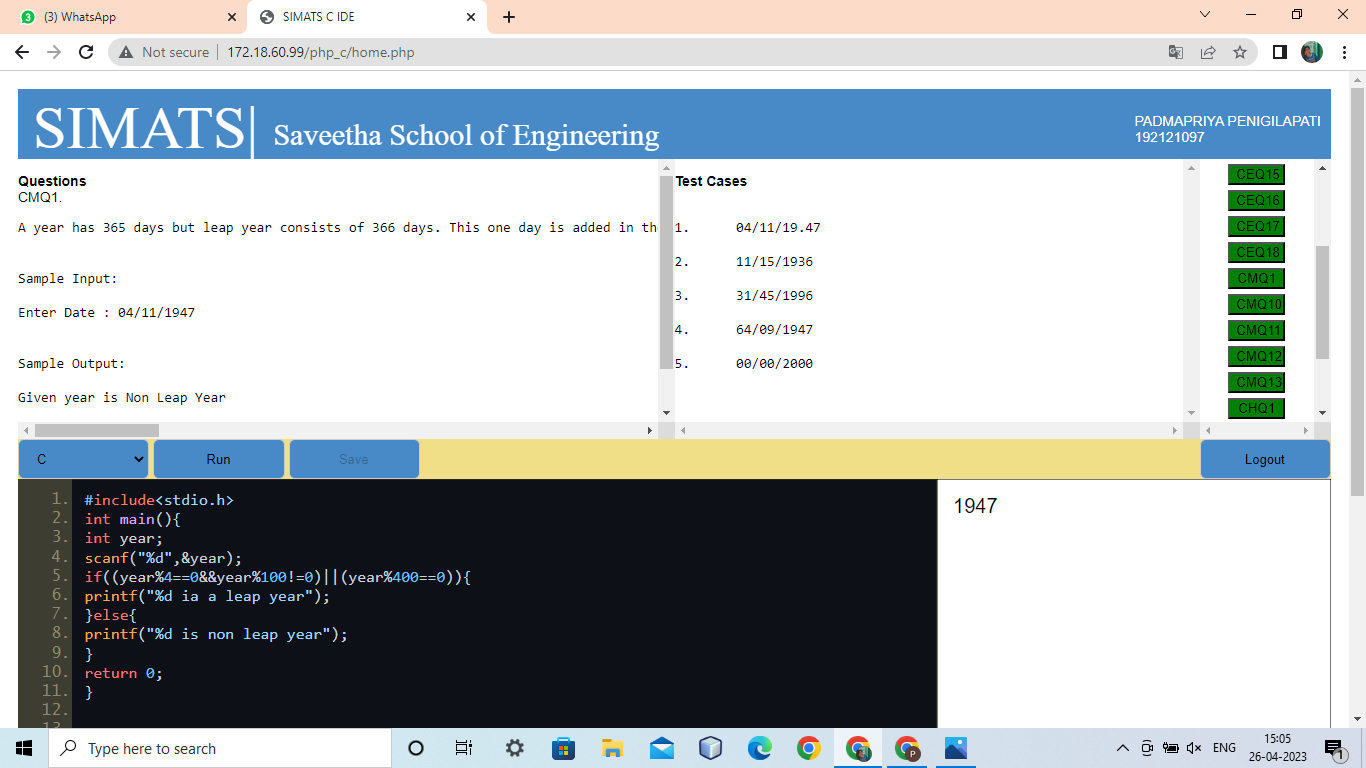 (3) WhatsApp
SIMATS C IDE
Not secure
172.18.60.99/php_c/home.php
SIMATS| Saveetha School of Engineering
PADMAPRIYA PENIGILAPATI
192121097
Questions
CMQ1.
A year has 365 days but leap year consists of 366 days. This one day is added in th
Sample Input:
Enter Date : 04/11/1947
Sample Output:
Given year is Non Leap Year
Test Cases
1. 04/11/19.47
2. 11/15/1936
3. 31/45/1996
4. 64/09/1947
5. 00/00/2000
CEQ15
CEQ16
CEQ17
CEQ18
CMQ1
CMQ10
CMQ11
CMQ12
CMQ13
CHQ1
C
Run
Save
Logout
1. #include<stdio.h>
2. int main(){
3. int year;
4. scanf("%d",&year);
5. if((year%4==0&&year%100!=0)||(year%400==0)){
6. printf("%d ia a leap year");
7. }else{
8. printf("%d is non leap year");
9. }
10. return 0;
11. }
12.
13.
1947
Type here to search
ENG
15:05
26-04-2023
1